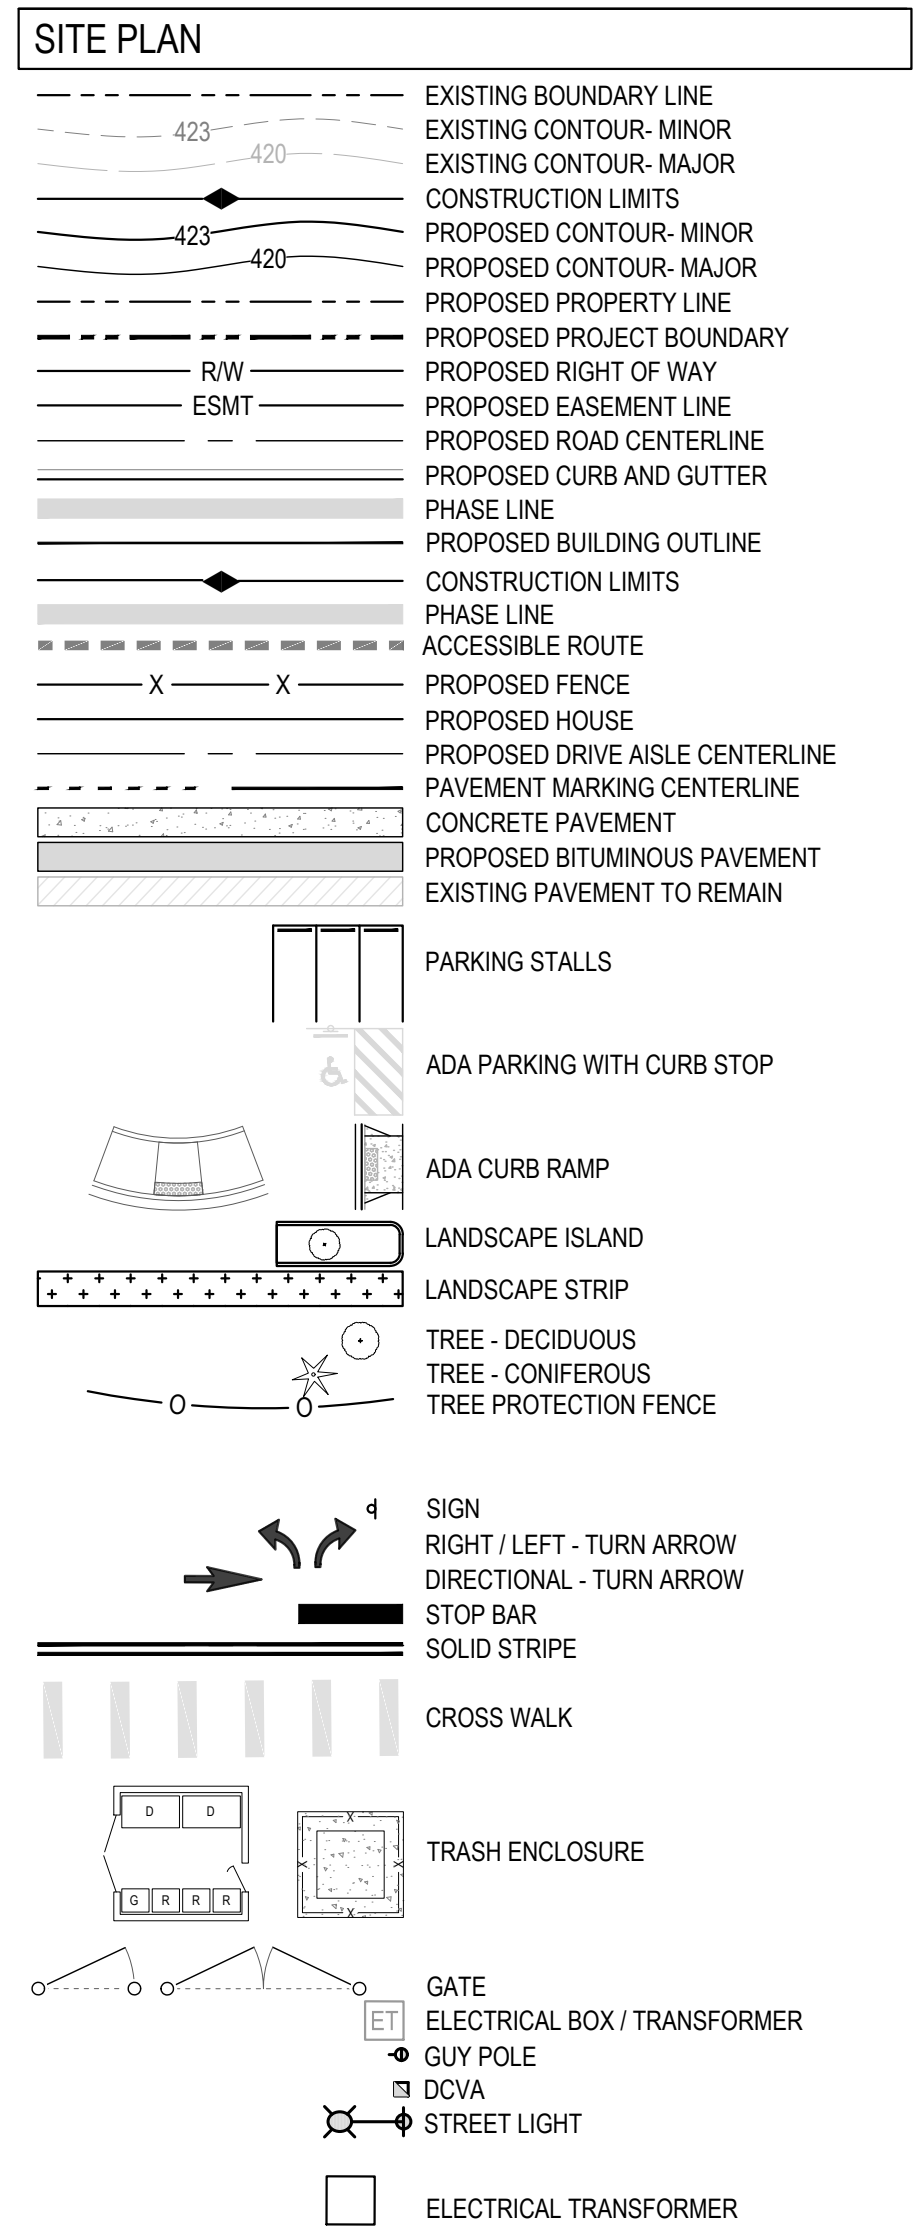 SITE PLAN
EXISTING BOUNDARY LINE
423 EXISTING CONTOUR- MINOR
420 EXISTING CONTOUR- MAJOR
CONSTRUCTION LIMITS
423 PROPOSED CONTOUR- MINOR
420 PROPOSED CONTOUR- MAJOR
PROPOSED PROPERTY LINE
PROPOSED PROJECT BOUNDARY
R/W PROPOSED RIGHT OF WAY
ESMT PROPOSED EASEMENT LINE
PROPOSED ROAD CENTERLINE
PROPOSED CURB AND GUTTER
PHASE LINE
PROPOSED BUILDING OUTLINE
CONSTRUCTION LIMITS
PHASE LINE
ACCESSIBLE ROUTE
X X PROPOSED FENCE
PROPOSED HOUSE
PROPOSED DRIVE AISLE CENTERLINE
PAVEMENT MARKING CENTERLINE
CONCRETE PAVEMENT
PROPOSED BITUMINOUS PAVEMENT
EXISTING PAVEMENT TO REMAIN
PARKING STALLS
ADA PARKING WITH CURB STOP
ADA CURB RAMP
LANDSCAPE ISLAND
LANDSCAPE STRIP
TREE - DECIDUOUS
TREE - CONIFEROUS
O O TREE PROTECTION FENCE
SIGN
RIGHT / LEFT - TURN ARROW
DIRECTIONAL - TURN ARROW
STOP BAR
SOLID STRIPE
CROSS WALK
D D
X
X X
TRASH ENCLOSURE
G R R R
X
GATE
ET ELECTRICAL BOX / TRANSFORMER
GUY POLE
DCVA
STREET LIGHT
ELECTRICAL TRANSFORMER